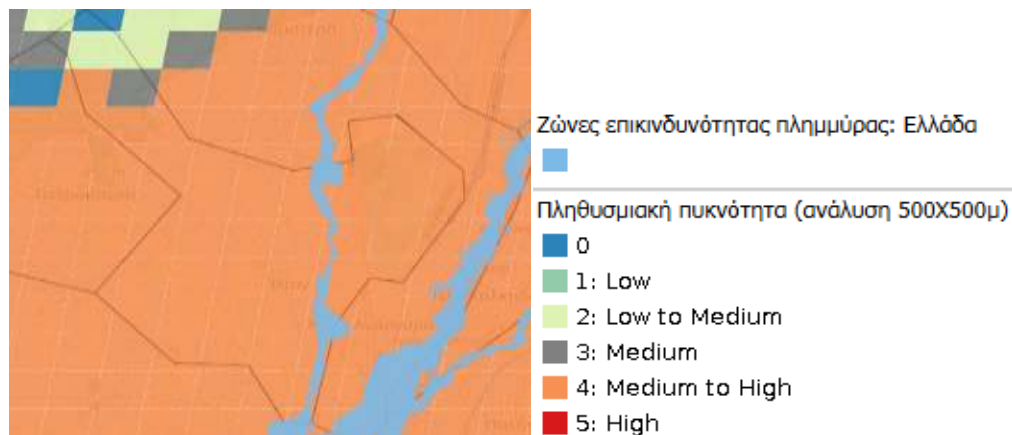 Ζώνες επικινδυνότητας πλημμύρας: Ελλάδα
Πληθυσμιακή πυκνότητα (ανάλυση 500X500μ)
0
1: Low
2: Low to Medium
3: Medium
4: Medium to High
5: High